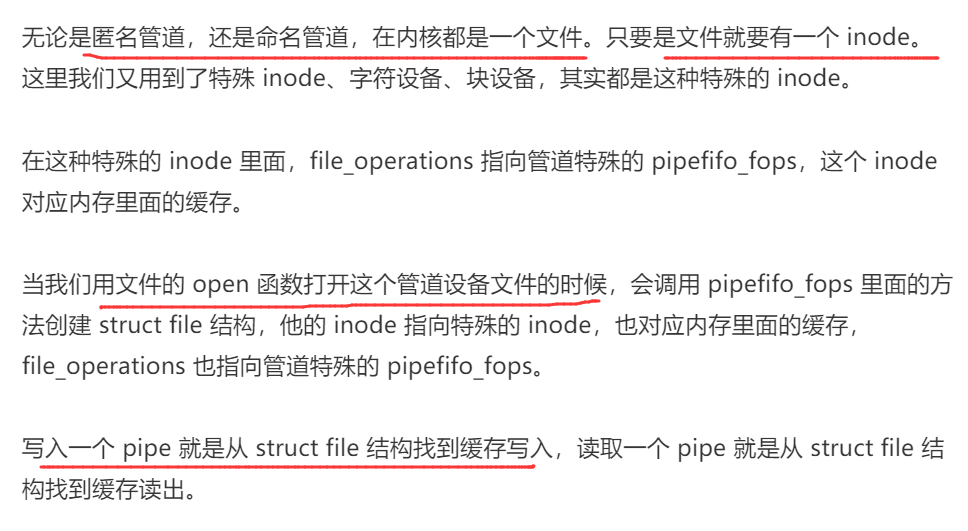 无论是匿名管道，还是命名管道，在内核都是一个文件。只要是文件就要有一个 inode。
这里我们又用到了特殊 inode、字符设备、块设备，其实都是这种特殊的 inode。
在这种特殊的 inode 里面，file_operations 指向管道特殊的 pipefifo_fops，这个 inode
对应内存里面的缓存。
当我们用文件的 open 函数打开这个管道设备文件的时候，会调用 pipefifo_fops 里面的方
法创建 struct file 结构，他的 inode 指向特殊的 inode，也对应内存里面的缓存，
file_operations 也指向管道特殊的 pipefifo_fops。
写入一个 pipe 就是从 struct file 结构找到缓存写入，读取一个 pipe 就是从 struct file 结
构找到缓存读出。